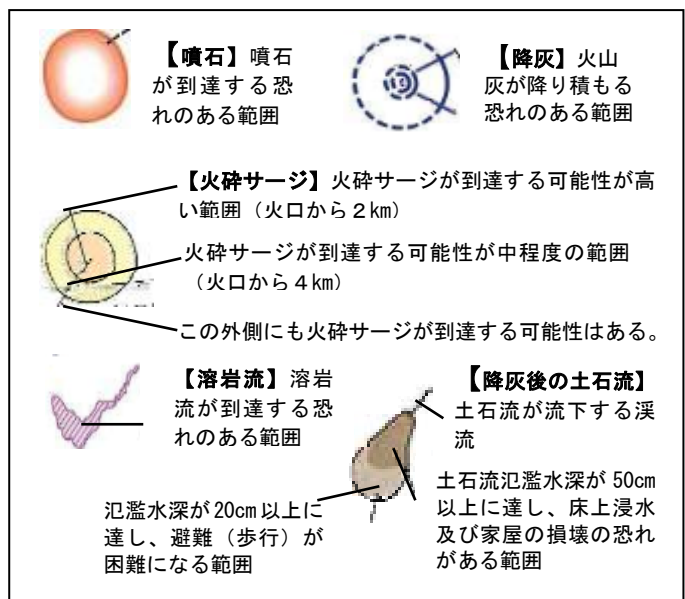 【噴石】噴石
が到達する恐
れのある範囲
【降灰】火山
灰が降り積もる
恐れのある範囲
【火砕サージ】火砕サージが到達する可能性が高
い範囲（火口から２㎞）
火砕サージが到達する可能性が中程度の範囲
（火口から４㎞）
この外側にも火砕サージが到達する可能性はある。
【溶岩流】溶岩
流が到達する恐
れのある範囲
【降灰後の土石流】
土石流が流下する渓
流
土石流氾濫水深が 50cm
以上に達し、床上浸水
及び家屋の損壊の恐れ
がある範囲
氾濫水深が 20cm 以上に
達し、避難（歩行）が
困難になる範囲